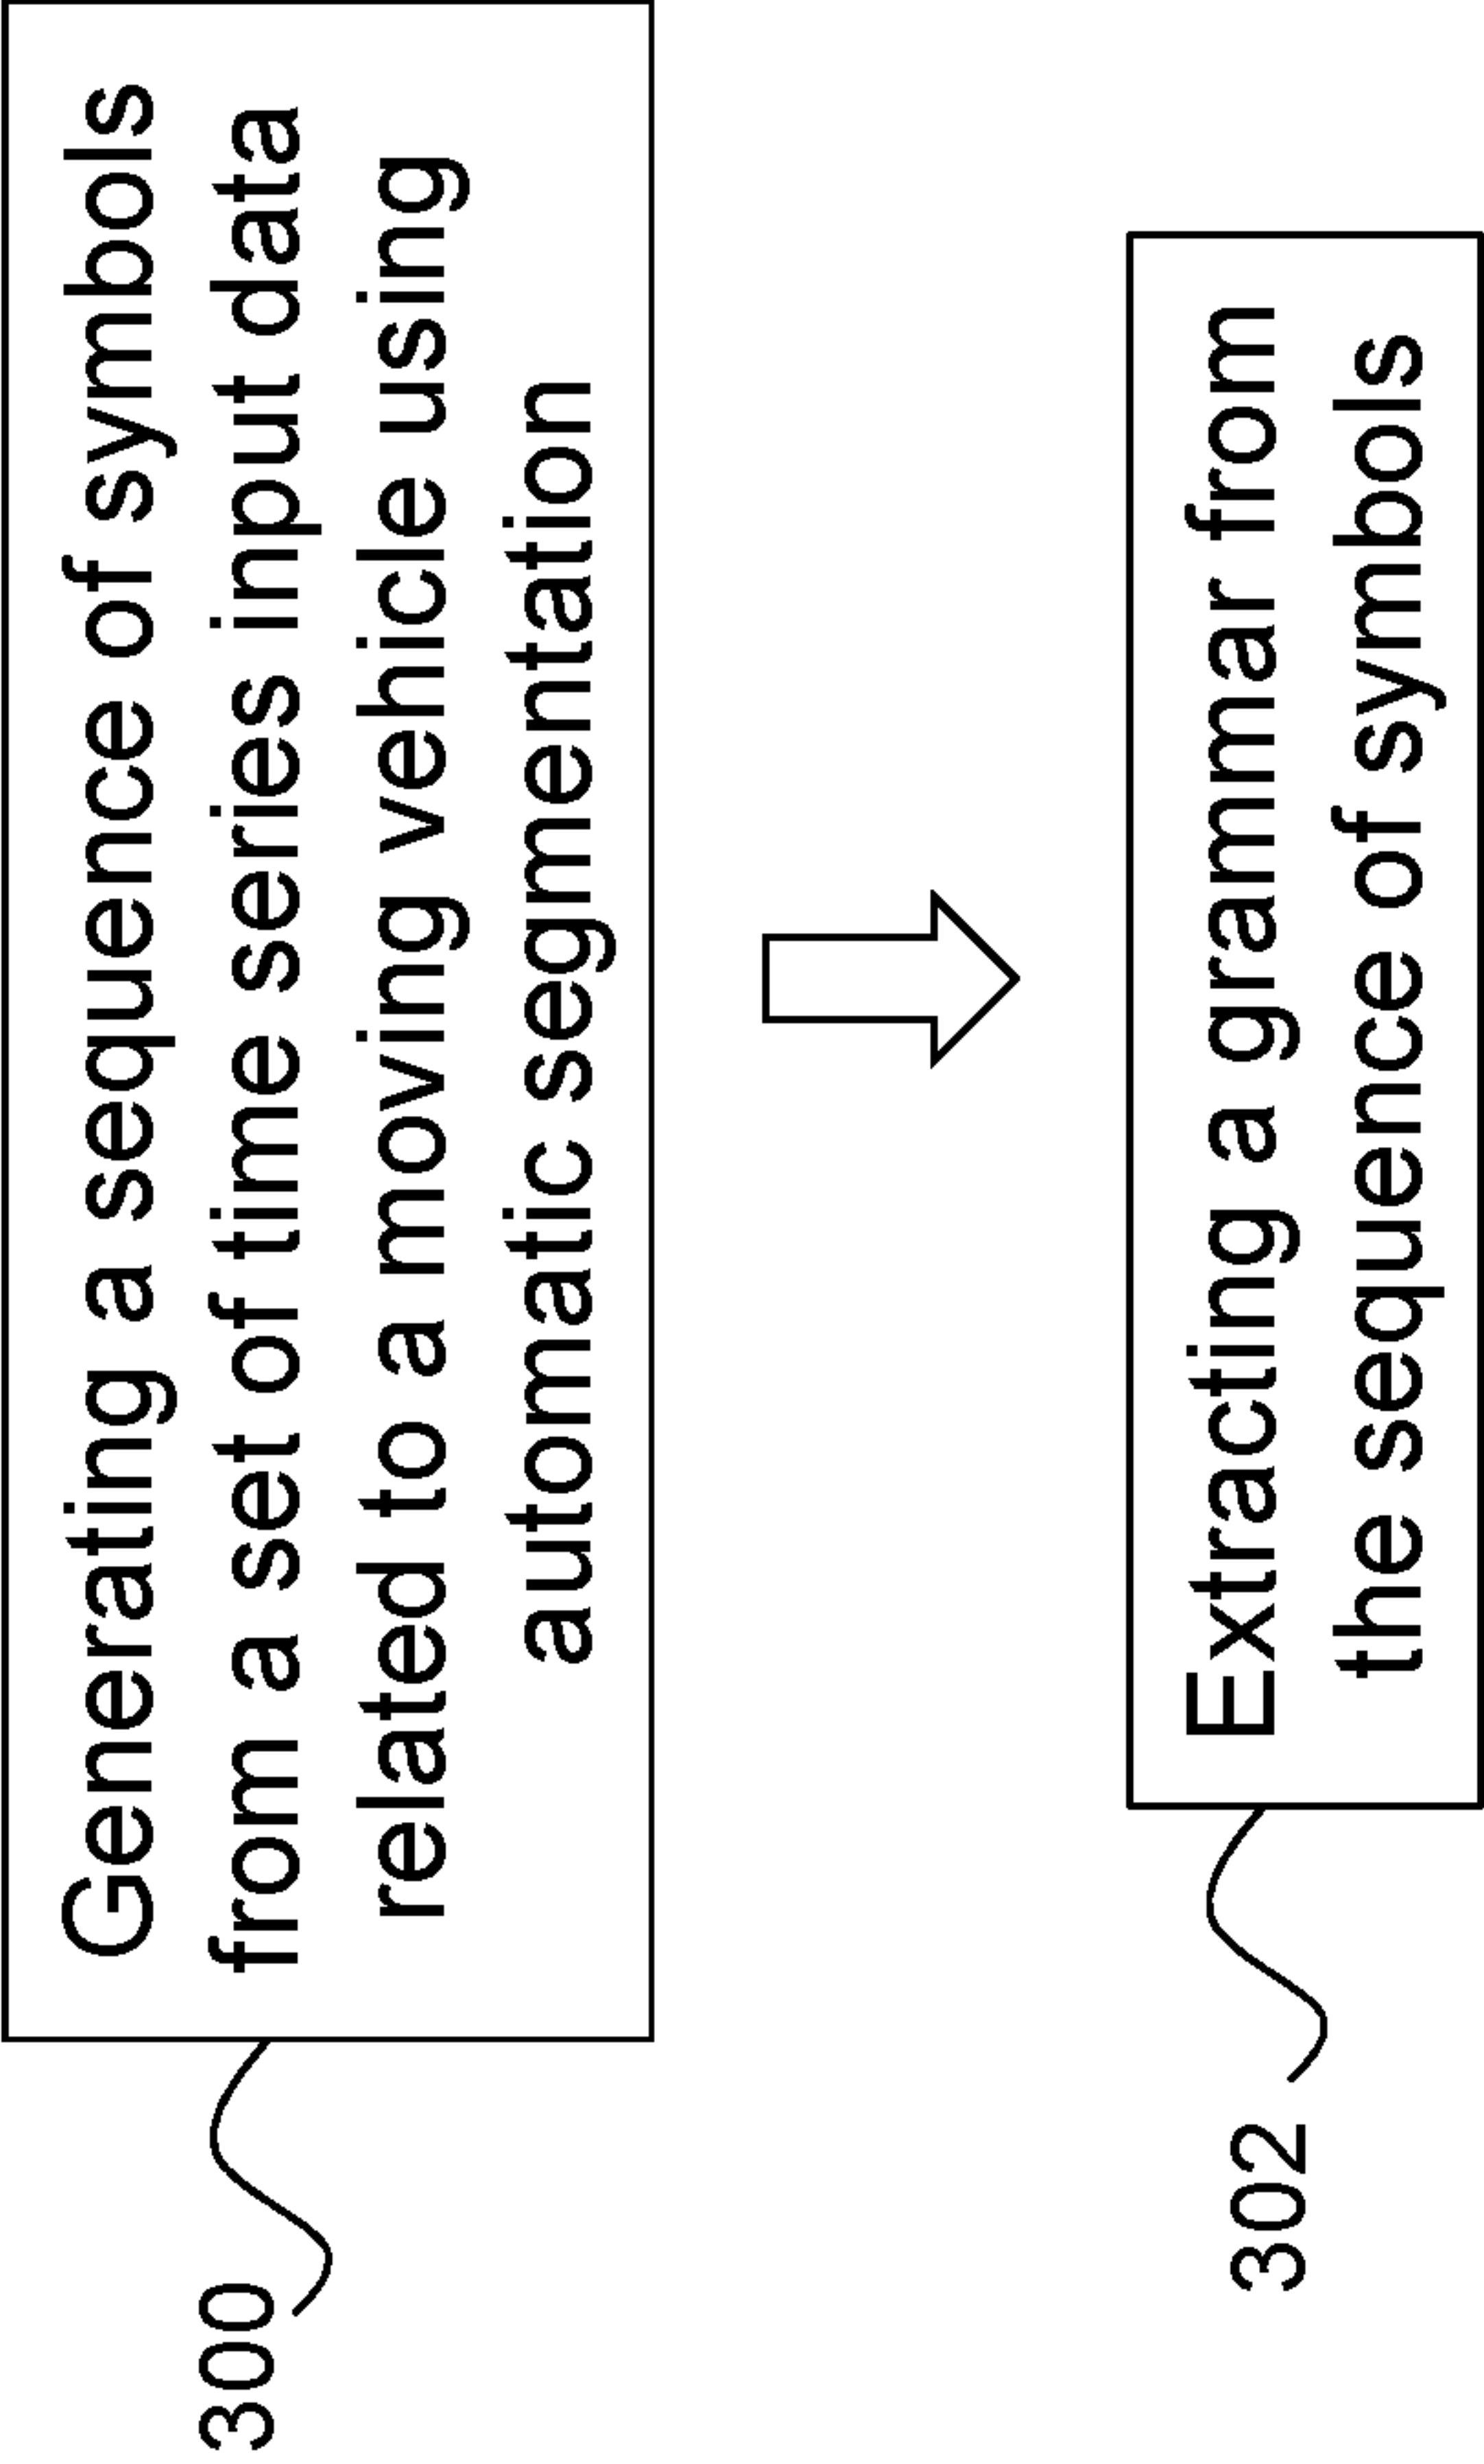 300
Generating a sequence of symbols
from a set of time series input data
related to a moving vehicle using
automatic segmentation
302
Extracting a grammar from
the sequence of symbols